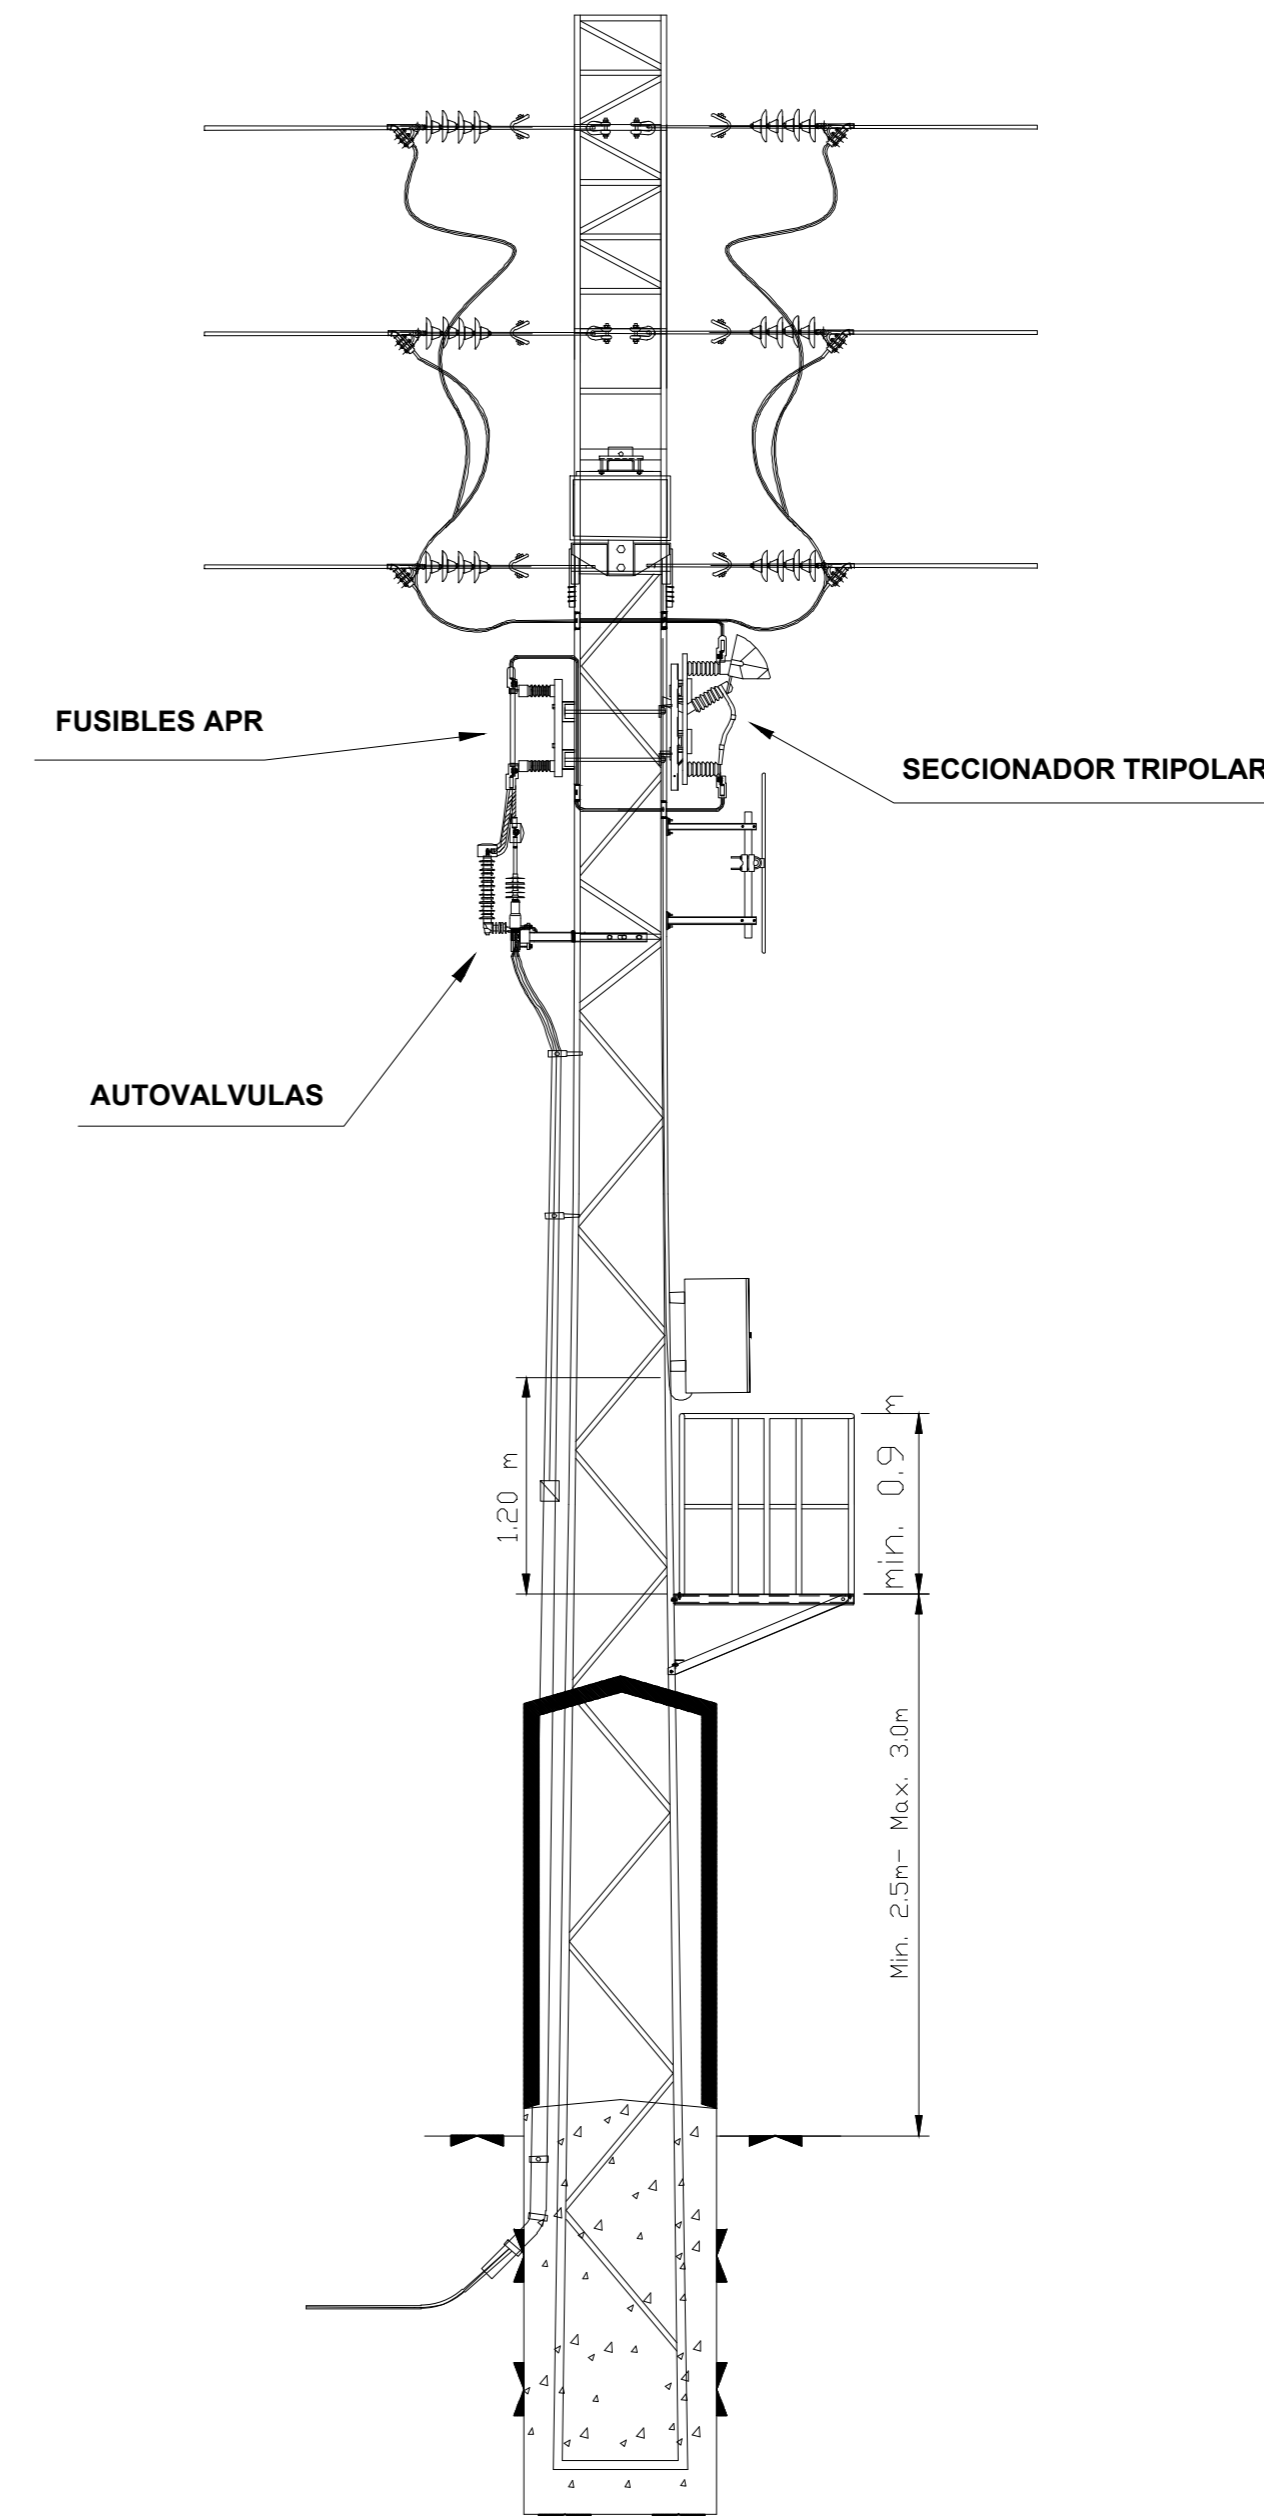 FUSIBLES APR
SECCIONADOR TRIPOLAR
AUTOVALVULAS
1.20 m
min. 0.9 m
Min. 2.5m- Max. 3.0m